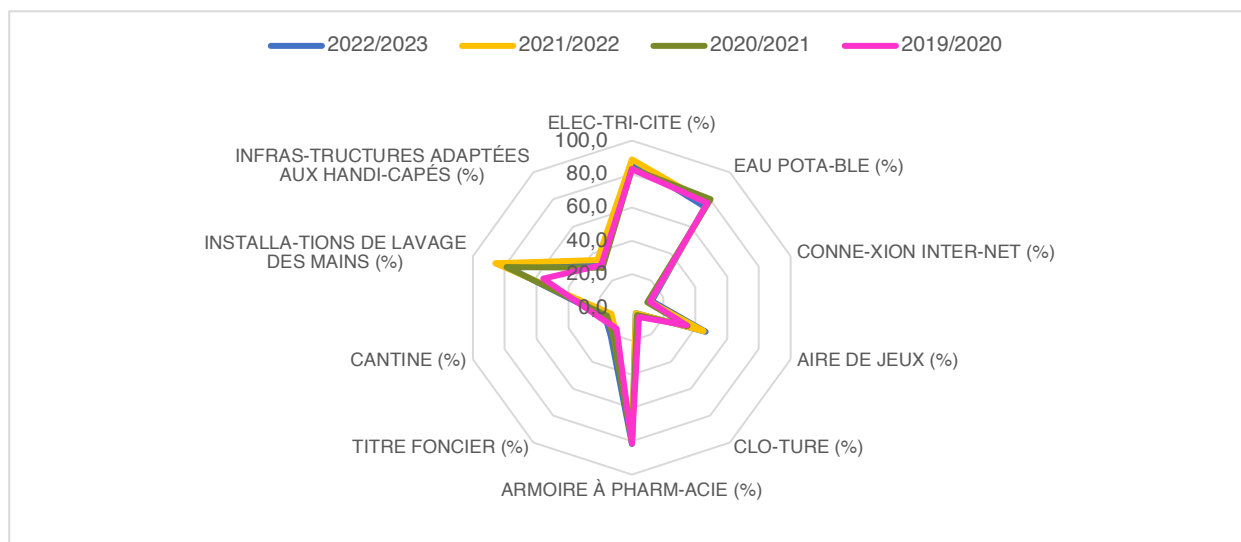 2022/2023 2021/2022 2020/2021 2019/2020
ELEC-TRI-CITE (%)
EAU POTA-BLE (%)
CONNE-XION INTER-NET (%)
AIRE DE JEUX (%)
CLO-TURE (%)
ARMOIRE À PHARM-ACIE (%)
TITRE FONCIER (%)
CANTINE (%)
INSTALLA-TIONS DE LAVAGE
DES MAINS (%)
INFRAS-TRUCTURES ADAPTÉES
AUX HANDI-CAPÉS (%)
100,0
80,0
60,0
40,0
20,0
0,0